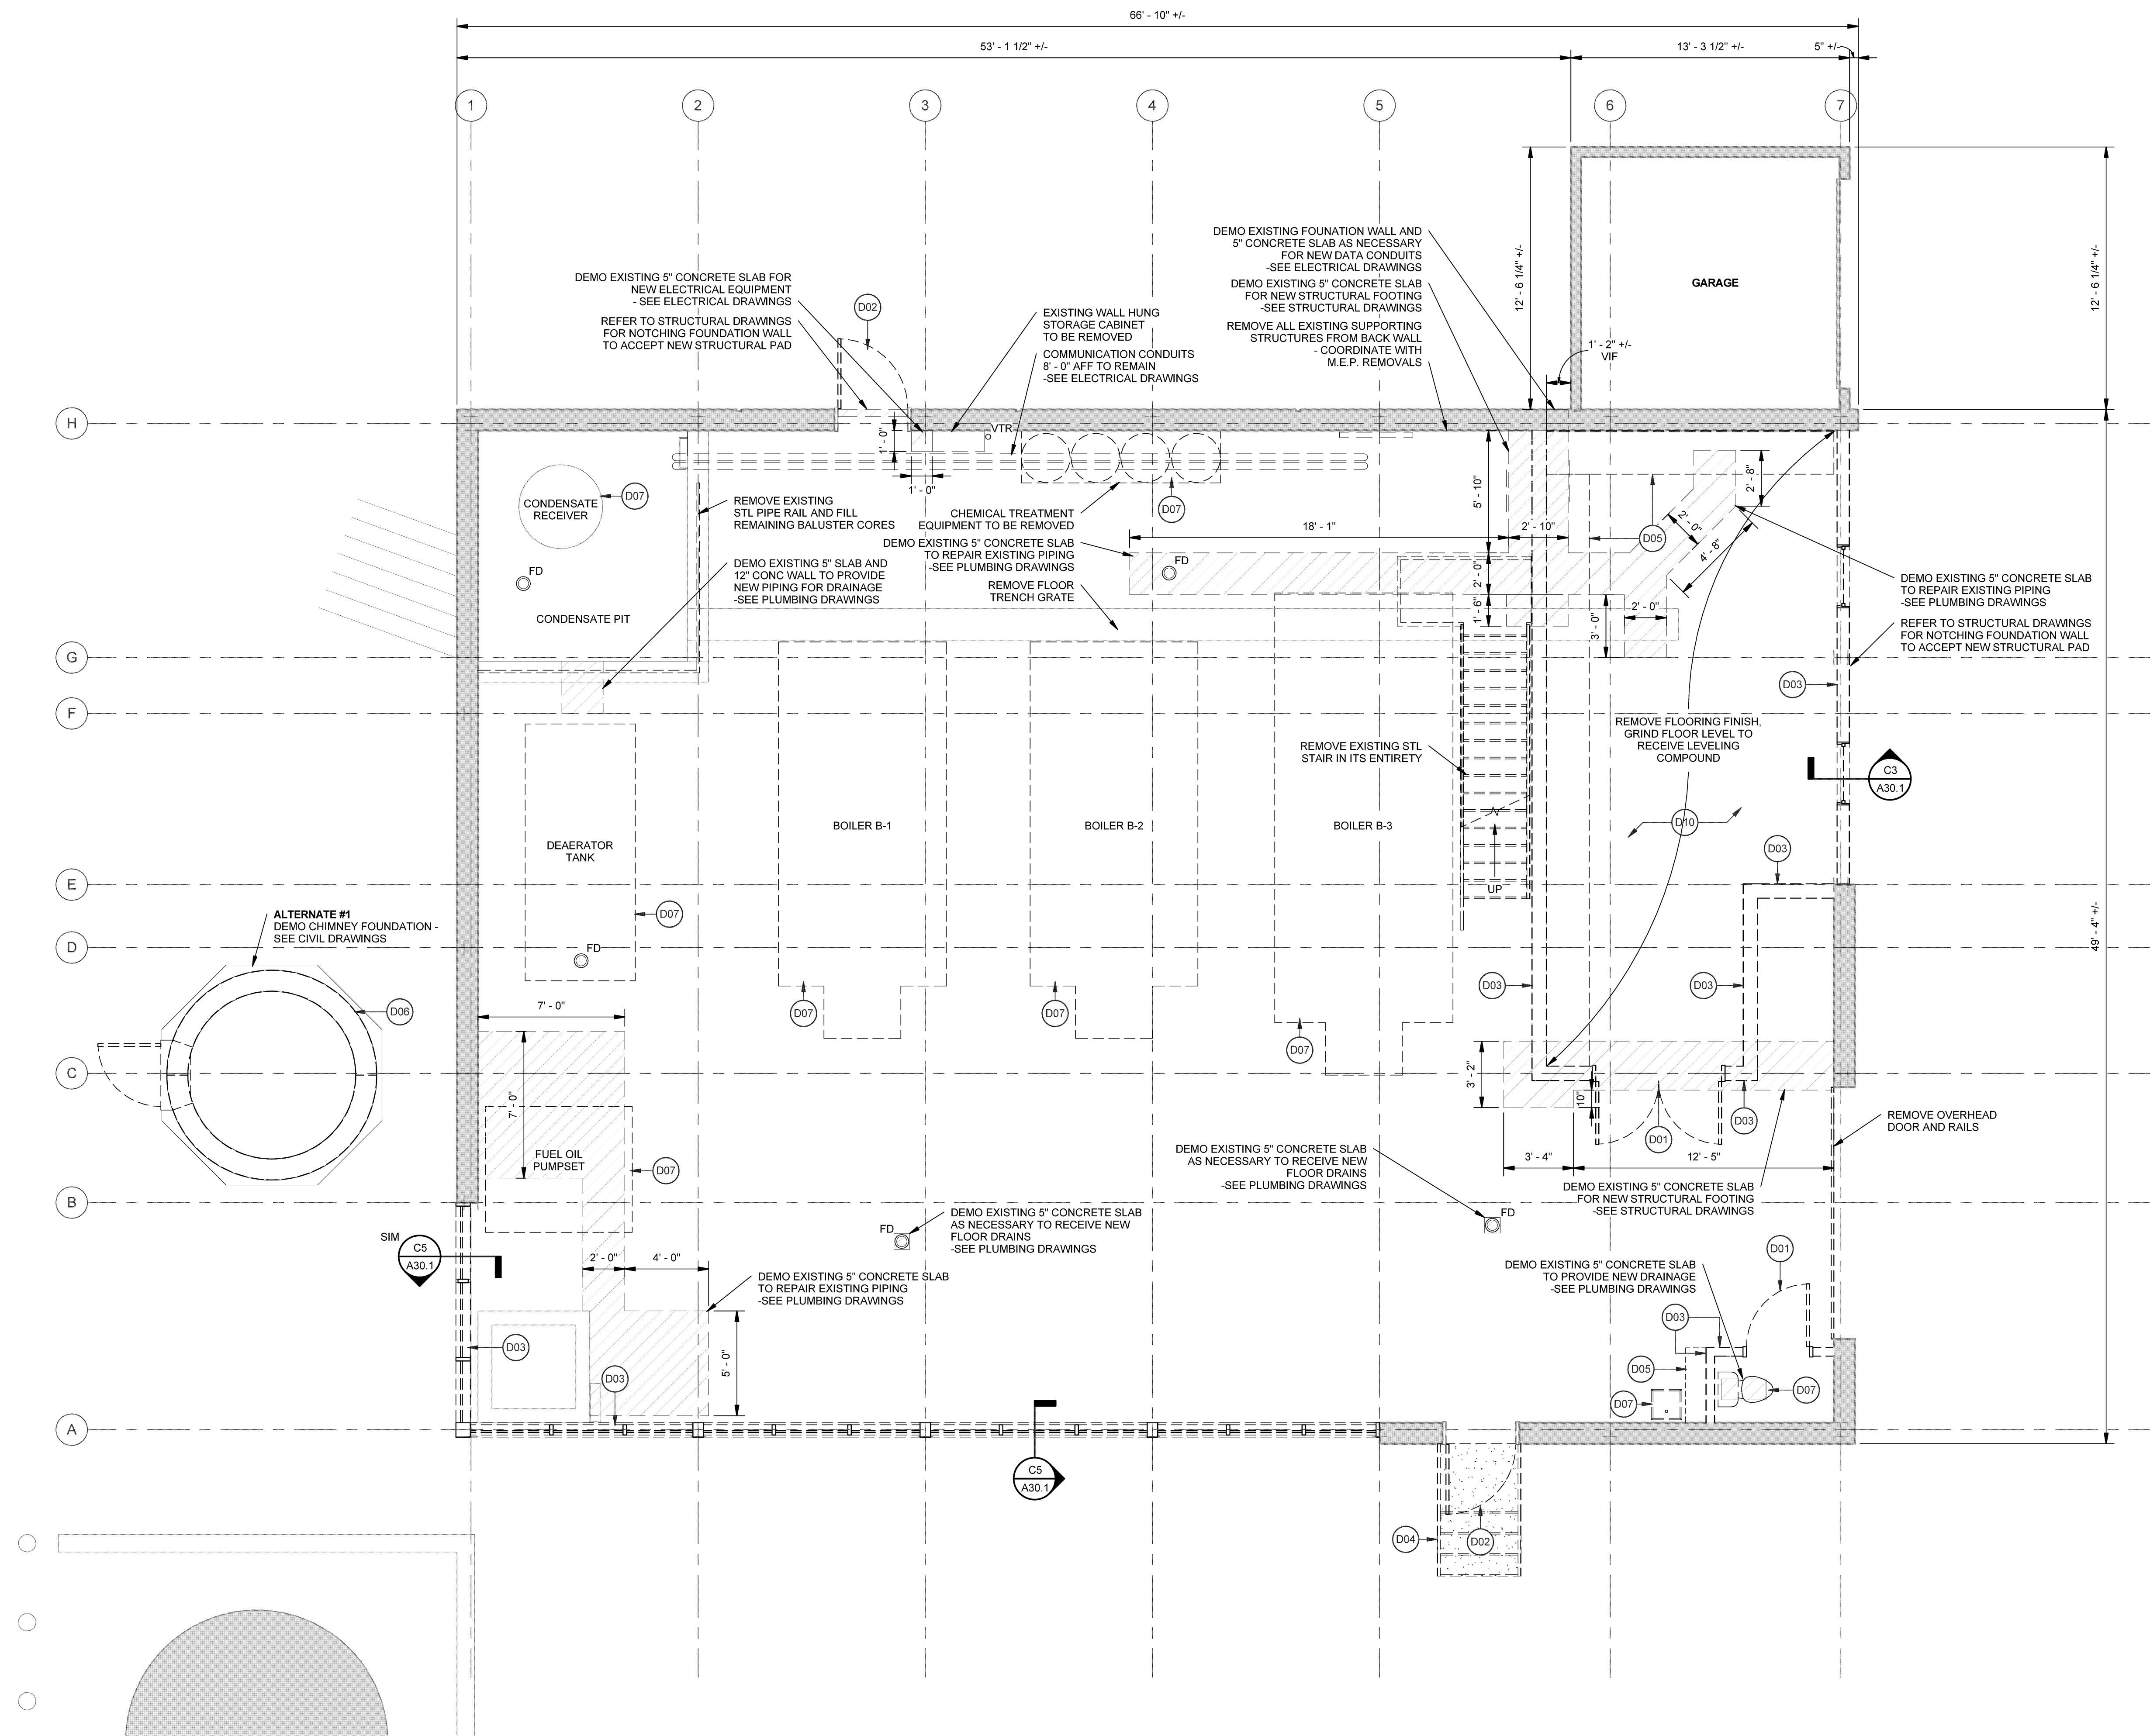 66' - 10" +/-
53' - 1 1/2" +/-
13' - 3 1/2" +/-
5" +/-
1
2
3
4
5
6
7
DEMO EXISTING FOUNATION WALL AND
5" CONCRETE SLAB AS NECESSARY
FOR NEW DATA CONDUITS
-SEE ELECTRICAL DRAWINGS
DEMO EXISTING 5" CONCRETE SLAB
FOR NEW STRUCTURAL FOOTING
-SEE STRUCTURAL DRAWINGS
REMOVE ALL EXISTING SUPPORTING
STRUCTURES FROM BACK WALL
- COORDINATE WITH
M.E.P. REMOVALS
12' - 6 1/4" +/-
GARAGE
12' - 6 1/4" +/-
1' - 2" +/-
VIF
DEMO EXISTING 5" CONCRETE SLAB FOR
NEW ELECTRICAL EQUIPMENT
- SEE ELECTRICAL DRAWINGS
REFER TO STRUCTURAL DRAWINGS
FOR NOTCHING FOUNDATION WALL
TO ACCEPT NEW STRUCTURAL PAD
D02
EXISTING WALL HUNG
STORAGE CABINET
TO BE REMOVED
COMMUNICATION CONDUITS
8' - 0" AFF TO REMAIN
-SEE ELECTRICAL DRAWINGS
H
VTR
1' - 0"
1' - 0"
CONDENSATE
RECEIVER
D07
FD
CONDENSATE PIT
REMOVE EXISTING
STL PIPE RAIL AND FILL
REMAINING BALUSTER CORES
DEMO EXISTING 5" SLAB AND
12" CONC WALL TO PROVIDE
NEW PIPING FOR DRAINAGE
-SEE PLUMBING DRAWINGS
CHEMICAL TREATMENT
EQUIPMENT TO BE REMOVED
DEMO EXISTING 5" CONCRETE SLAB
TO REPAIR EXISTING PIPING
-SEE PLUMBING DRAWINGS
REMOVE FLOOR
TRENCH GRATE
D07
FD
18' - 1"
5' - 10"
2' - 10"
2' - 0"
1' - 6"
D05
2' - 8"
2' - 0"
4' - 8"
2' - 0"
3' - 0"
DEMO EXISTING 5" CONCRETE SLAB
TO REPAIR EXISTING PIPING
-SEE PLUMBING DRAWINGS
REFER TO STRUCTURAL DRAWINGS
FOR NOTCHING FOUNDATION WALL
TO ACCEPT NEW STRUCTURAL PAD
G
F
D03
REMOVE FLOORING FINISH,
GRIND FLOOR LEVEL TO
RECEIVE LEVELING
COMPOUND
REMOVE EXISTING STL
STAIR IN ITS ENTIRETY
C3
A30.1
DEAERATOR
TANK
BOILER B-1
BOILER B-2
BOILER B-3
D10
D03
UP
E
D07
ALTERNATE #1
DEMO CHIMNEY FOUNDATION -
SEE CIVIL DRAWINGS
49' - 4" +/-
D
FD
D06
D07
D07
D07
D03
D03
7' - 0"
7' - 0"
C
3' - 2"
10"
D01
D03
REMOVE OVERHEAD
DOOR AND RAILS
FUEL OIL
PUMPSET
D07
DEMO EXISTING 5" CONCRETE SLAB
AS NECESSARY TO RECEIVE NEW
FLOOR DRAINS
-SEE PLUMBING DRAWINGS
3' - 4"
12' - 5"
DEMO EXISTING 5" CONCRETE SLAB
FOR NEW STRUCTURAL FOOTING
-SEE STRUCTURAL DRAWINGS
B
FD
FD
DEMO EXISTING 5" CONCRETE SLAB
AS NECESSARY TO RECEIVE NEW
FLOOR DRAINS
-SEE PLUMBING DRAWINGS
SIM
C5
A30.1
2' - 0"
4' - 0"
DEMO EXISTING 5" CONCRETE SLAB
TO REPAIR EXISTING PIPING
-SEE PLUMBING DRAWINGS
D01
DEMO EXISTING 5" CONCRETE SLAB
TO PROVIDE NEW DRAINAGE
-SEE PLUMBING DRAWINGS
D03
D03
D03
5' - 0"
D05
D07
D07
A
C5
A30.1
D04
D02